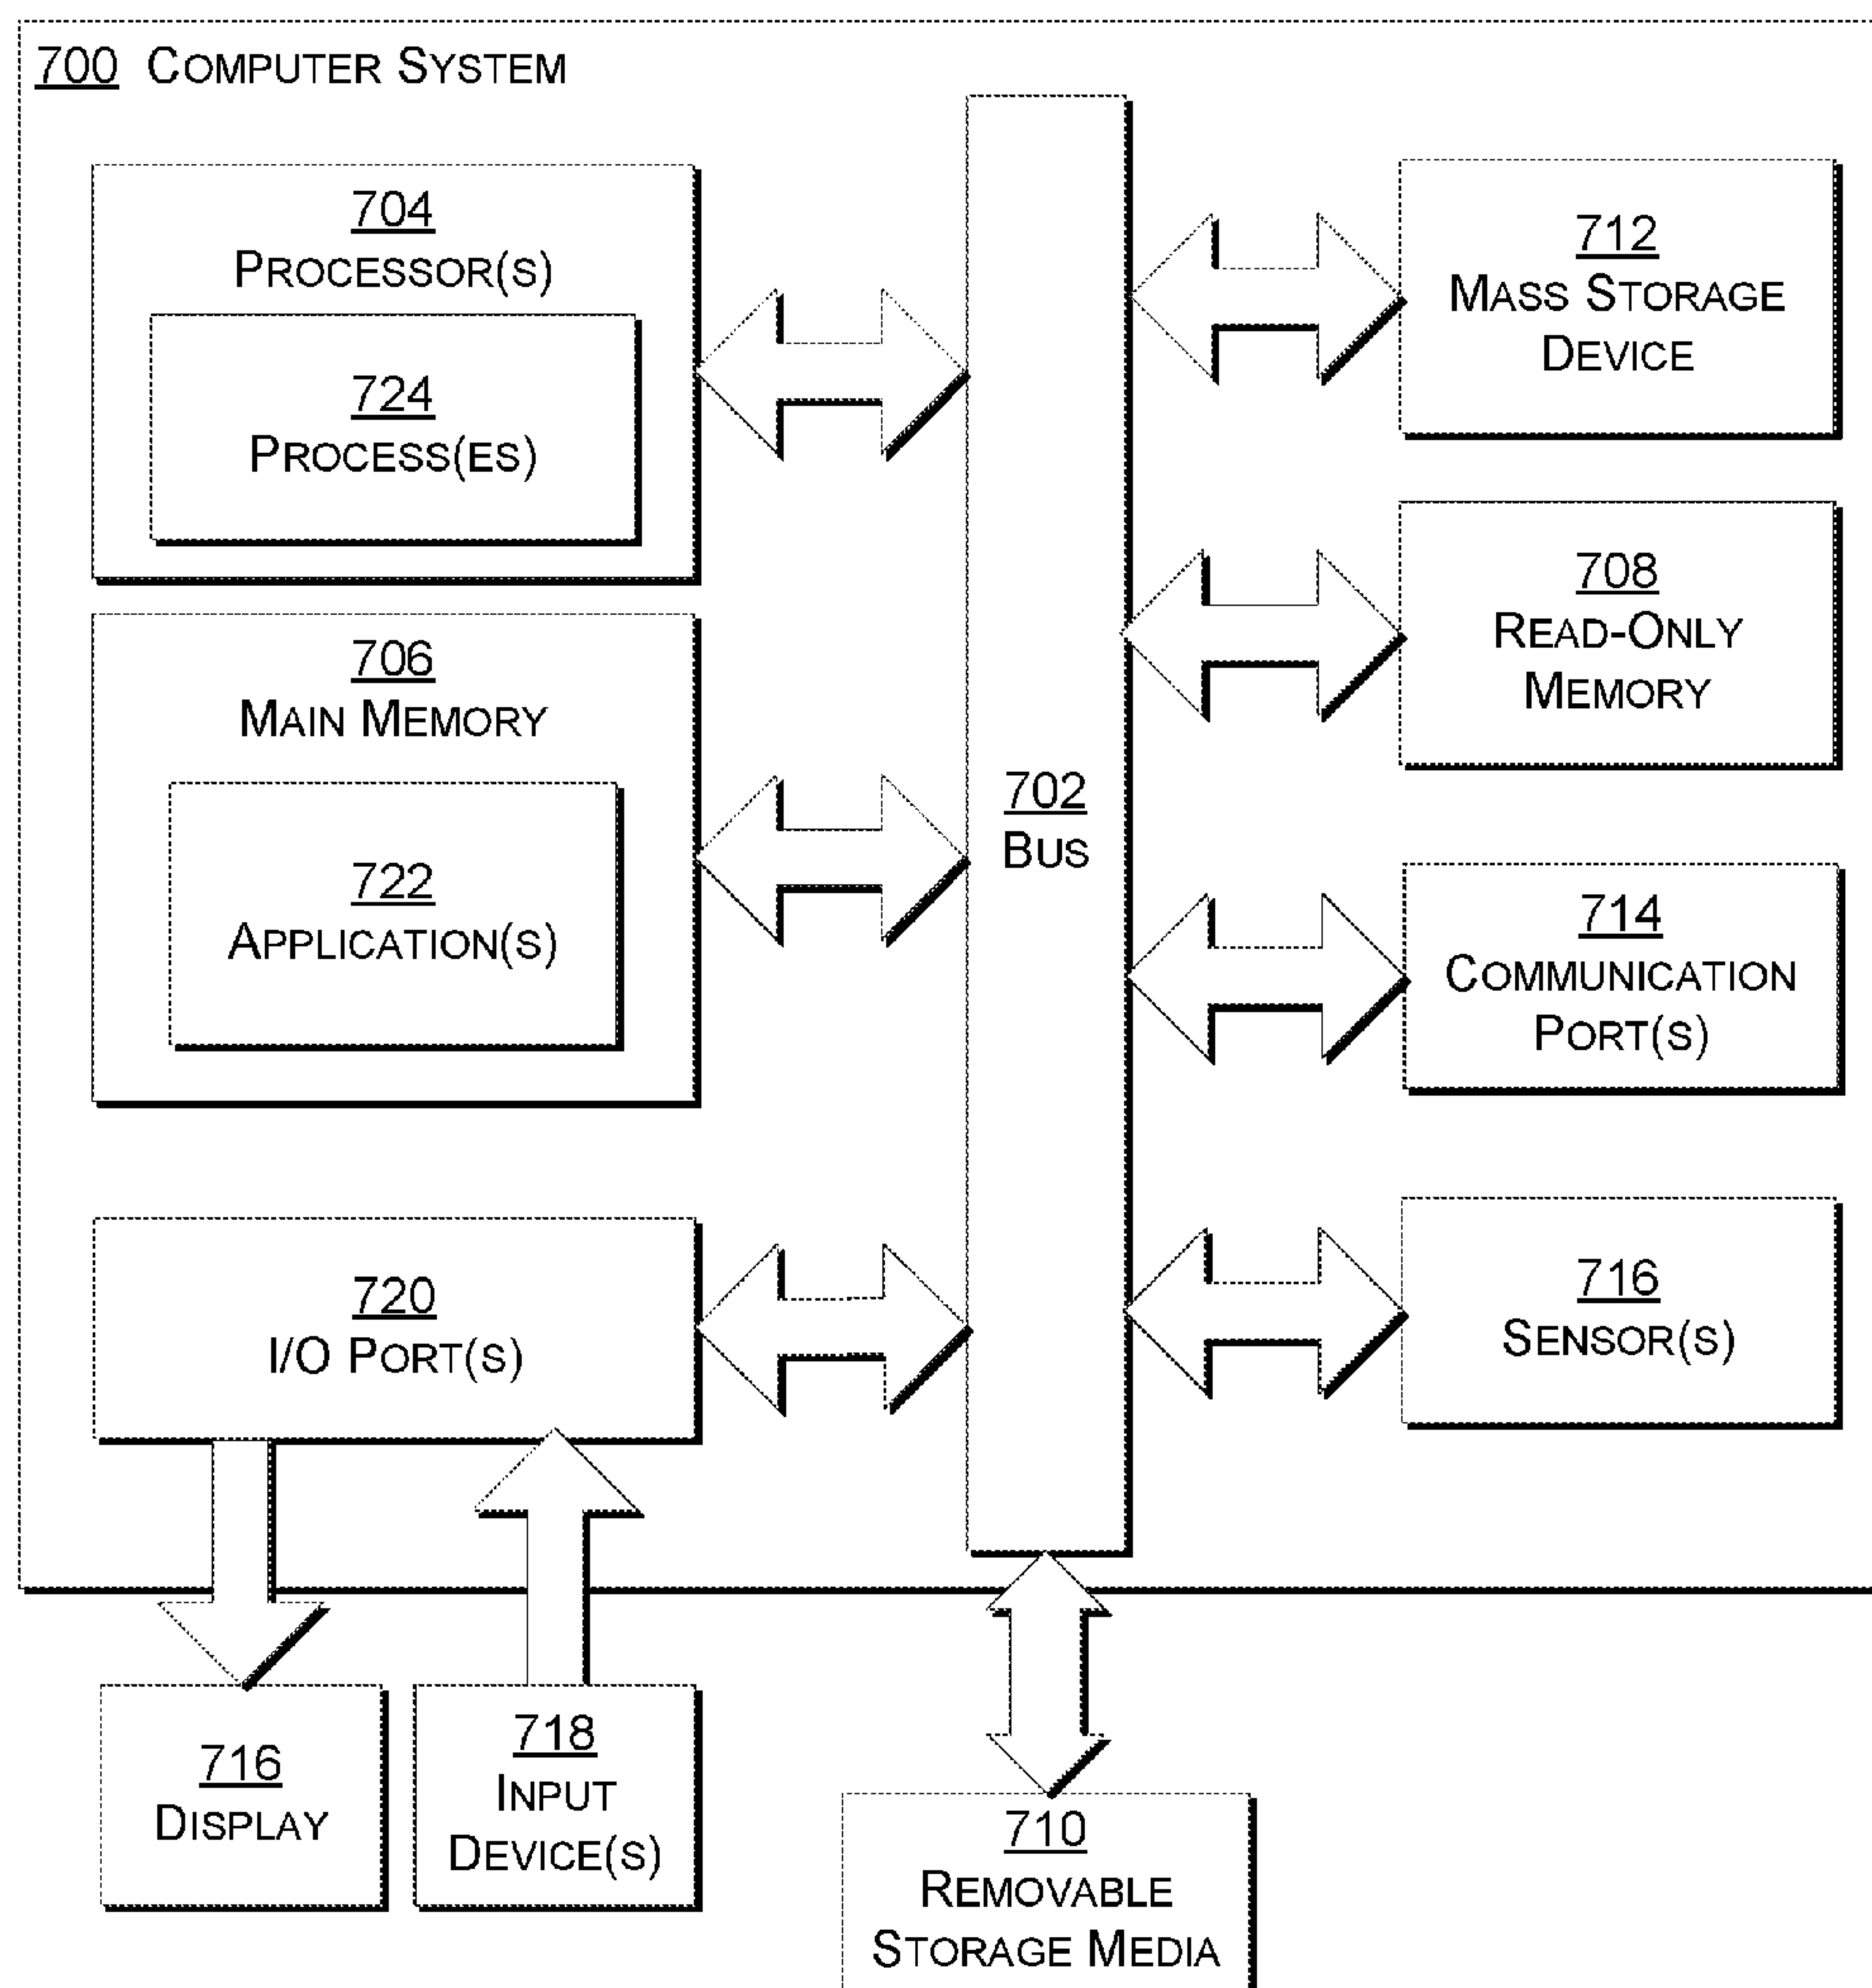 700 COMPUTER SYSTEM
704
PROCESSOR(S)
724
PROCESS(ES)
706
MAIN MEMORY
722
APPLICATION(S)
720
I/O PORT(S)
702
BUS
712
MASS STORAGE
DEVICE
708
READ-ONLY
MEMORY
714
COMMUNICATION
PORT(S)
716
SENSOR(S)
716
DISPLAY
718
INPUT
DEVICE(S)
710
REMOVABLE
STORAGE MEDIA